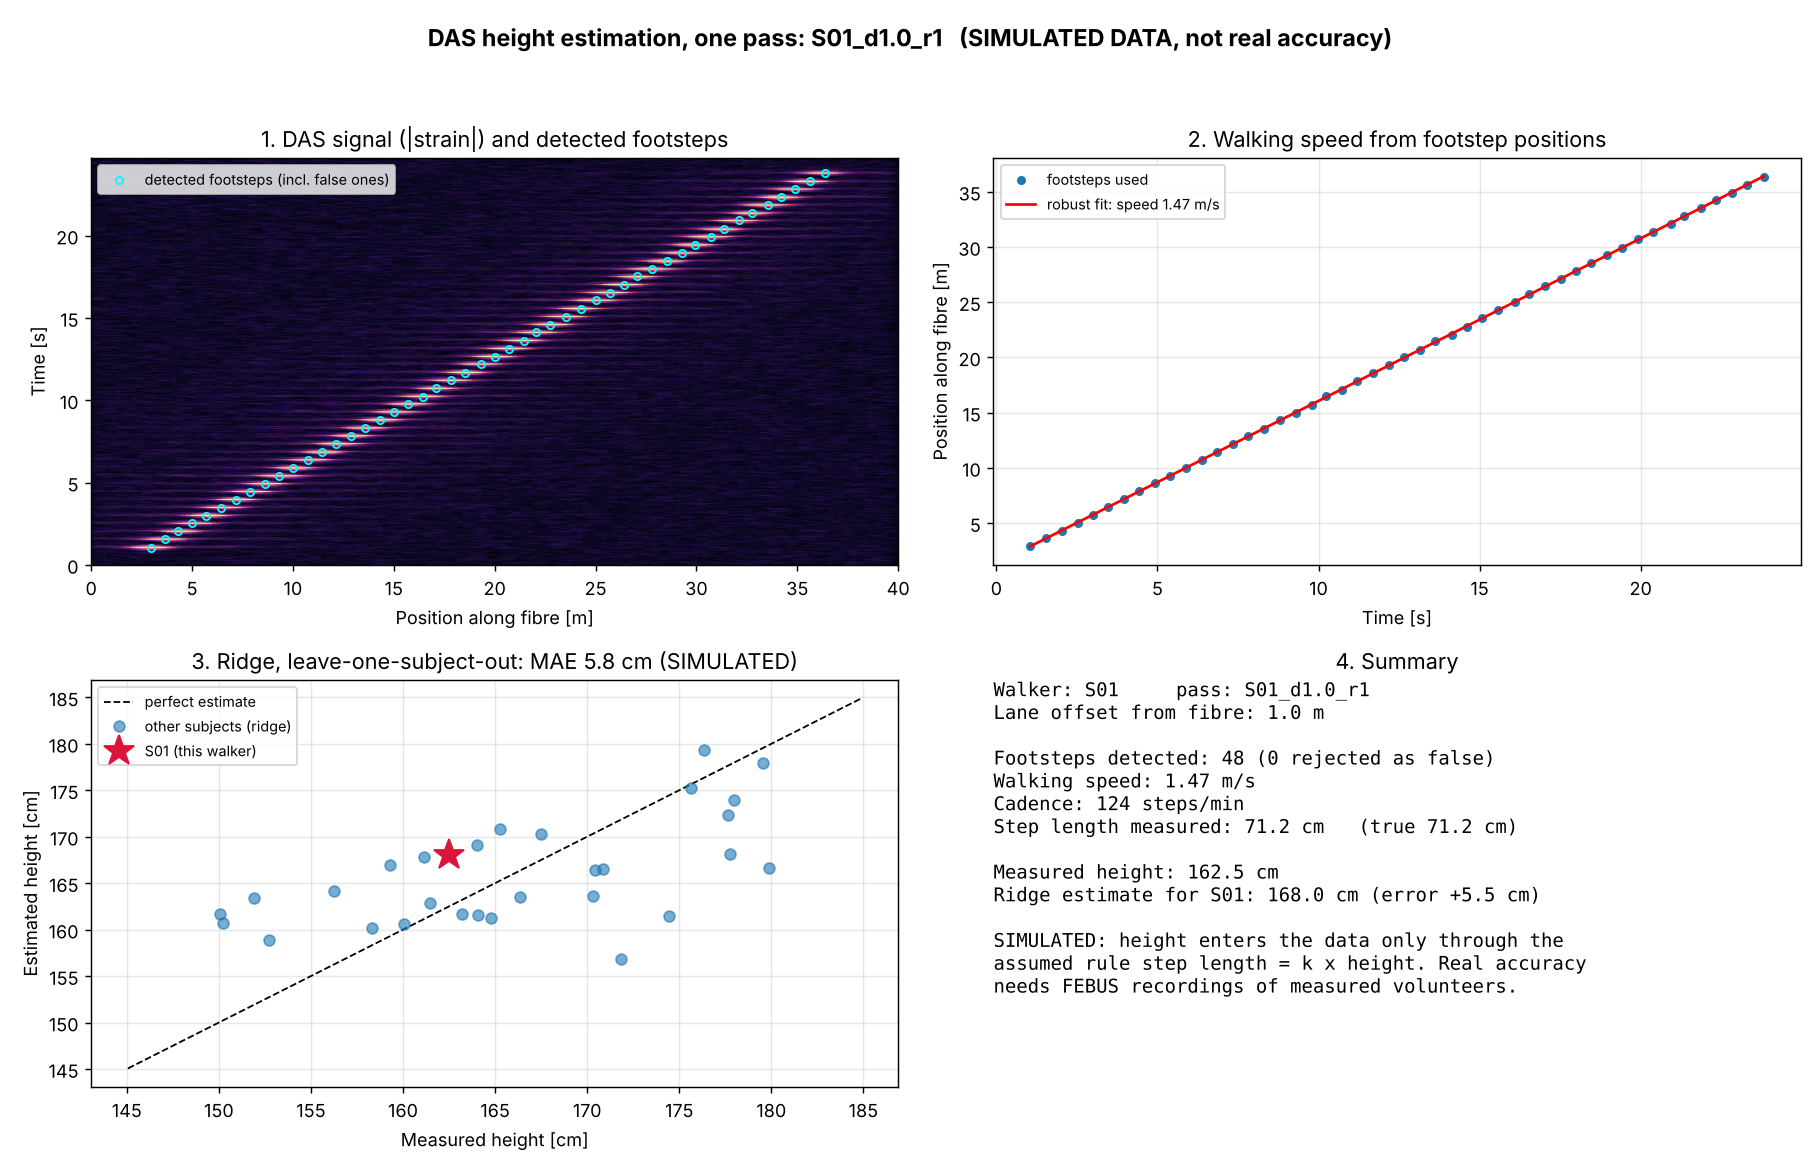 DAS height estimation, one pass: S01_d1.0_r1 (SIMULATED DATA, not real accuracy)
1. DAS signal (|strain|) and detected footsteps
detected footsteps (incl. false ones)
Time [s]
20
15
10
5
0
0 5 10 15 20 25 30 35 40
Position along fibre [m]
2. Walking speed from footstep positions
footsteps used
robust fit: speed 1.47 m/s
Position along fibre [m]
35
30
25
20
15
10
5
0 5 10 15 20
Time [s]
3. Ridge, leave-one-subject-out: MAE 5.8 cm (SIMULATED)
perfect estimate
other subjects (ridge)
S01 (this walker)
Estimated height [cm]
185
180
175
170
165
160
155
150
145
145 150 155 160 165 170 175 180 185
Measured height [cm]
4. Summary
Walker: S01     pass: S01_d1.0_r1
Lane offset from fibre: 1.0 m
Footsteps detected: 48 (0 rejected as false)
Walking speed: 1.47 m/s
Cadence: 124 steps/min
Step length measured: 71.2 cm   (true 71.2 cm)
Measured height: 162.5 cm
Ridge estimate for S01: 168.0 cm (error +5.5 cm)
SIMULATED: height enters the data only through the
assumed rule step length = k x height. Real accuracy
needs FEBUS recordings of measured volunteers.